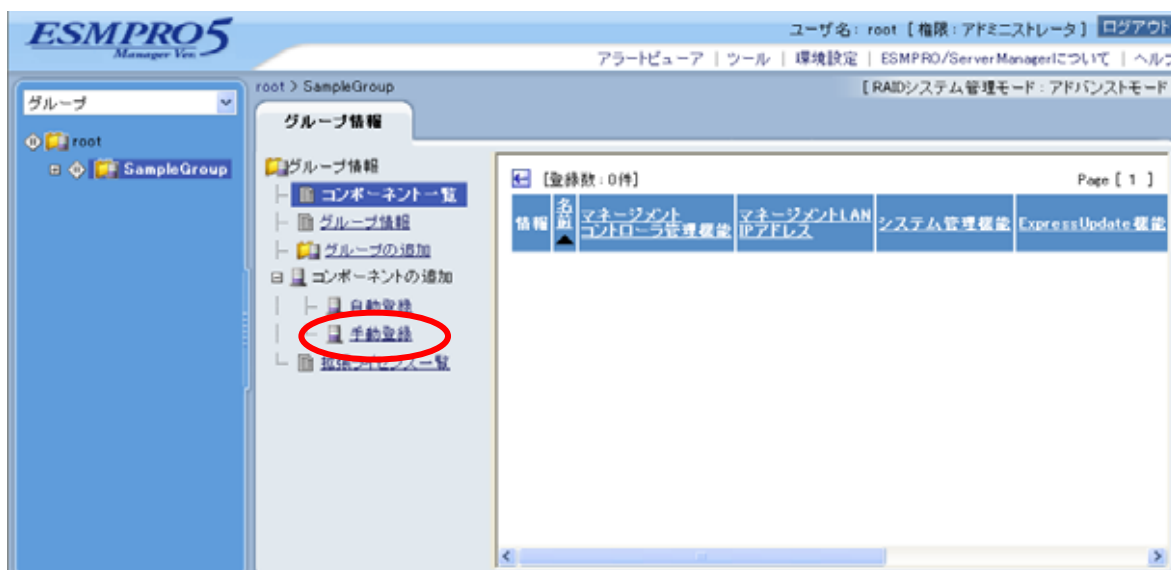 ESMPRO5
Manager Ver.
ユーザ名: root [権限:アドミニストレータ] ログアウト
アラートビューア | ツール | 環境設定 | ESMPRO/ServerManagerについて | ヘルプ
グループ
root
SampleGroup
root > SampleGroup
[RAIDシステム管理モード:アドバンストモード
グループ情報
グループ情報
コンポーネント一覧
グループ情報
グループの追加
コンポーネントの追加
自動登録
手動登録
拡張ライセンス一覧
[登録数:0件]
Page [ 1 ]
情報
名前
マネージメント
コントローラ管理機能
マネージメントLAN
IPアドレス
システム管理機能
ExpressUpdate機能